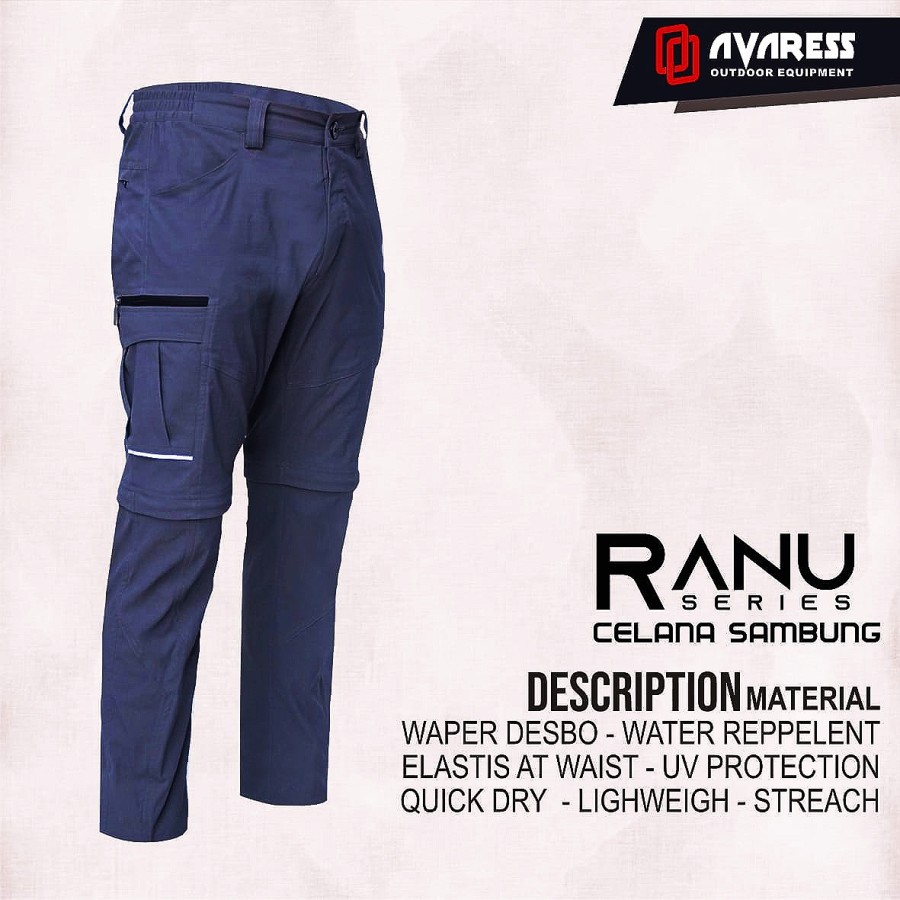 AVARESS
OUTDOOR EQUIPMENT
RANU
SERIES
CELANA SAMBUNG
DESCRIPTION MATERIAL
WAPER DESBO - WATER REPPELENT
ELASTIS AT WAIST - UV PROTECTION
QUICK DRY - LIGHWEIGH - STREACH